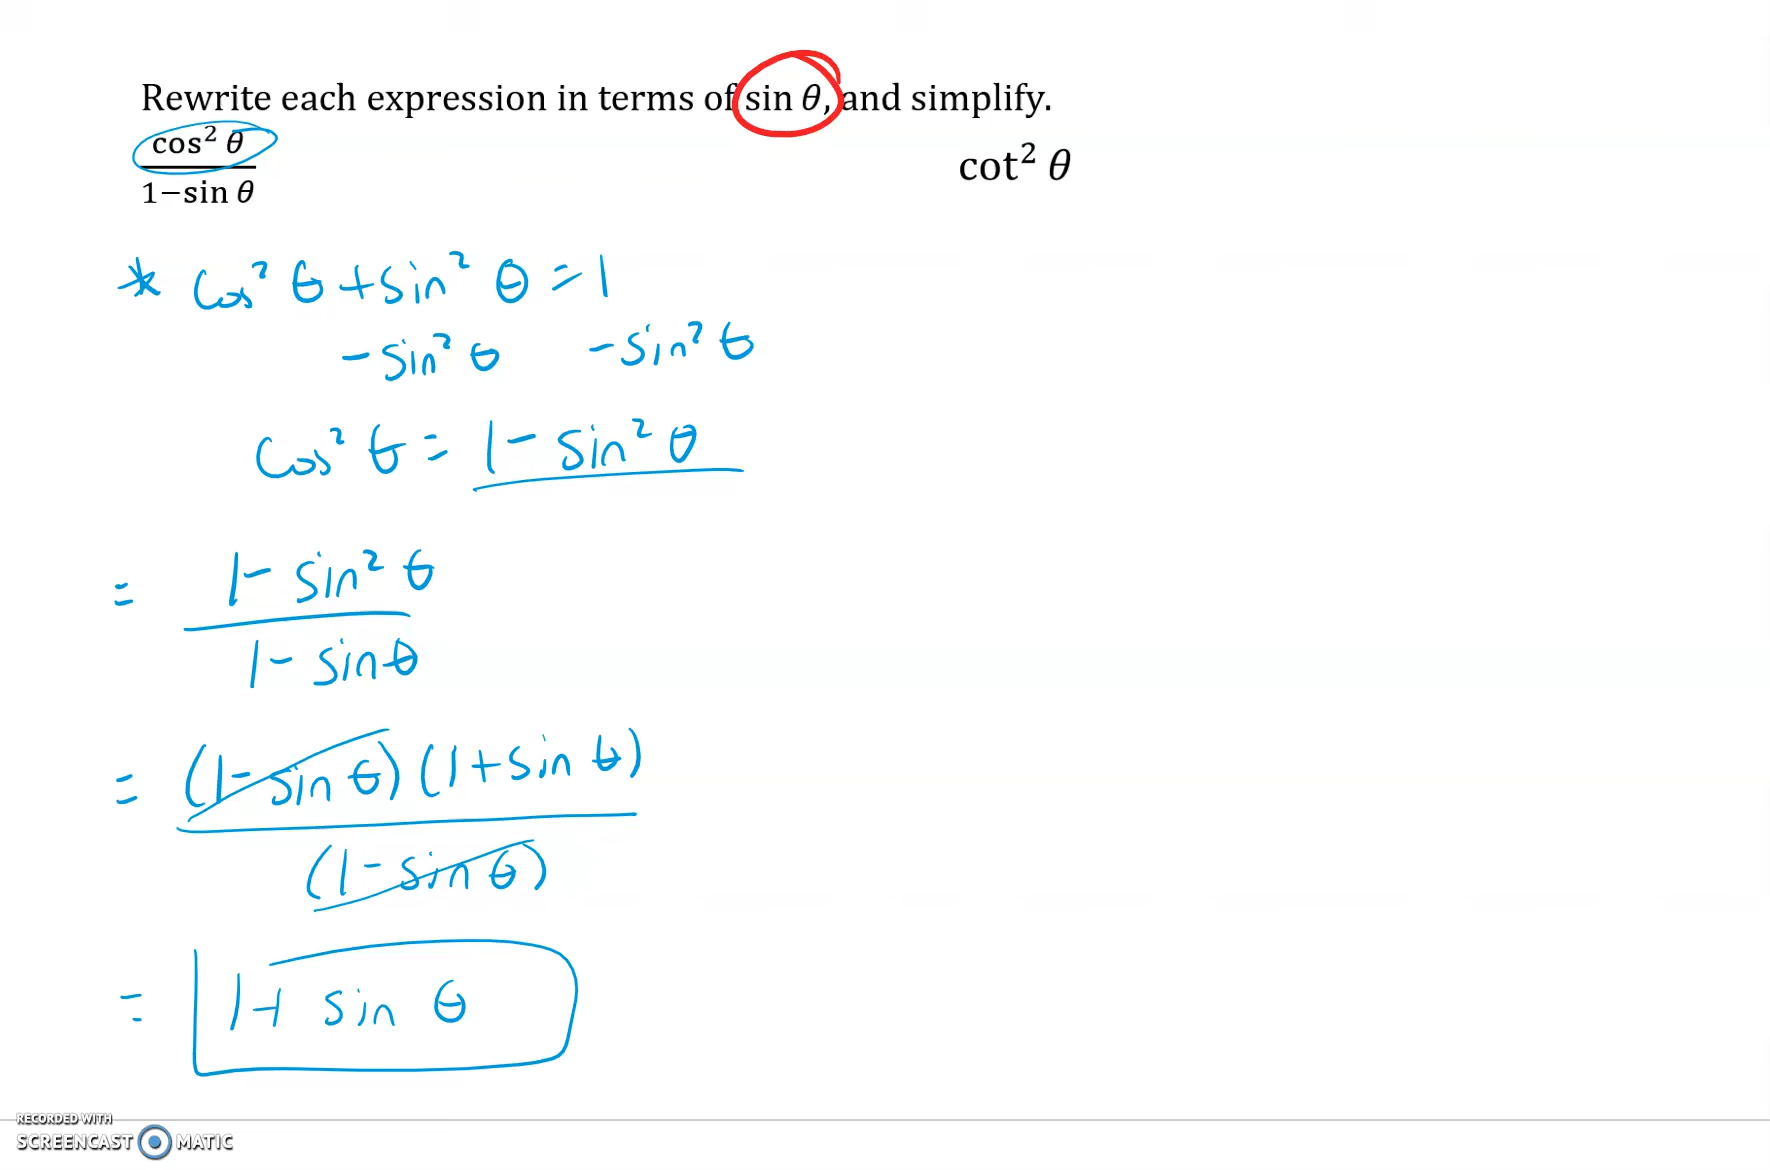 Rewrite each expression in terms of sin θ, and simplify.
cos² θ
1−sin θ
cot² θ
* cos² θ + sin² θ = 1
− sin² θ − sin² θ
cos² θ = 1 − sin² θ
= 1 − sin² θ
1 − sin θ
= (1 − sin θ) (1 + sin θ)
(1 − sin θ)
= 1 + sin θ
RECORDED WITH
SCREENCAST MATIC